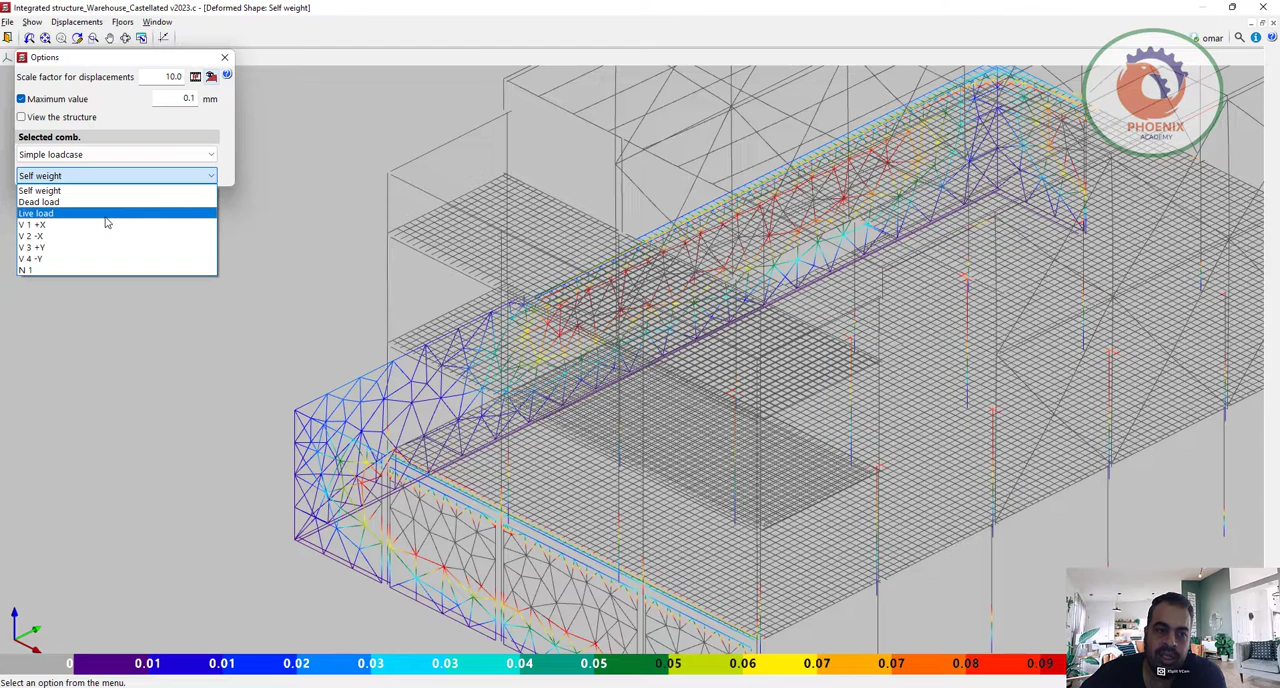 Integrated structure_Warehouse_Castellated v2023.c - [Deformed Shape: Self weight]
File Show Displacements Floors Window
omar
Options
Scale factor for displacements 10.0
Maximum value 0.1 mm
View the structure
Selected comb.
Simple loadcase
Self weight
Self weight
Dead load
Live load
V 1 +X
V 2 -X
V 3 +Y
V 4 -Y
N 1
PHOENIX
ACADEMY
0 0.01 0.01 0.02 0.03 0.03 0.04 0.05 0.05 0.06 0.07 0.07 0.08 0.09
XSplit VCam
Select an option from the menu.